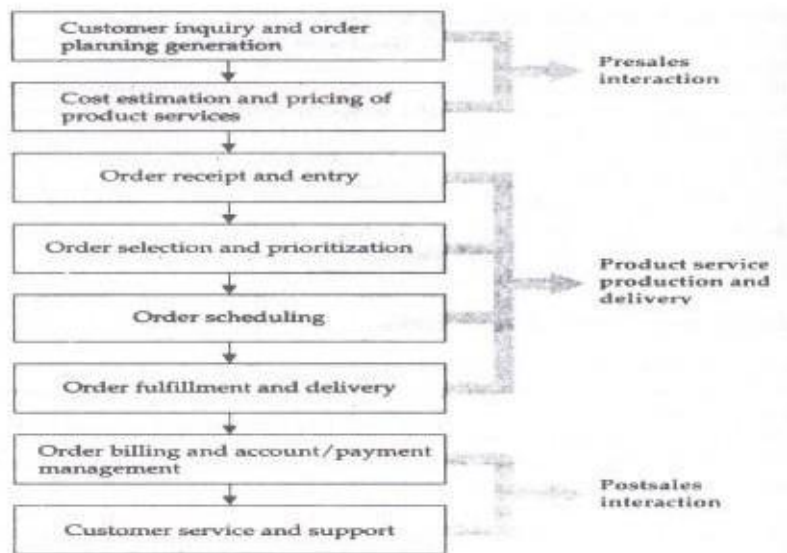 Customer inquiry and order
planning generation
Presales
interaction
Cost estimation and pricing of
product services
Order receipt and entry
Order selection and prioritization
Product service
production and
delivery
Order scheduling
Order fulfillment and delivery
Order billing and account/payment
management
Postsales
interaction
Customer service and support